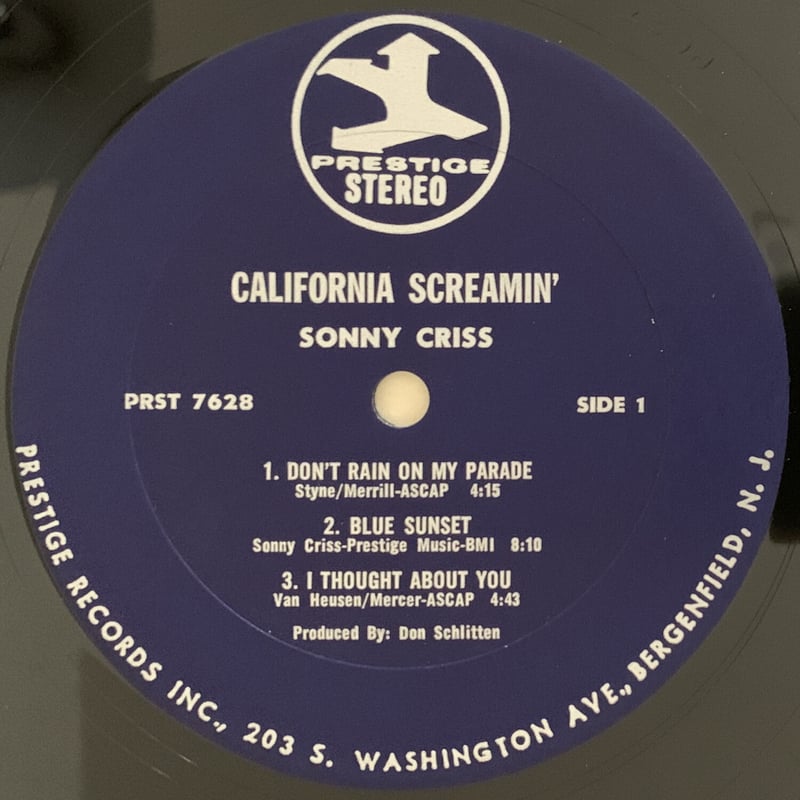 PRESTIGE
STEREO
CALIFORNIA SCREAMIN'
SONNY CRISS
PRST 7628
SIDE 1
1. DON'T RAIN ON MY PARADE
Styne/Merrill-ASCAP 4:15
2. BLUE SUNSET
Sonny Criss-Prestige Music-BMI 8:10
3. I THOUGHT ABOUT YOU
Van Heusen/Mercer-ASCAP 4:43
Produced By: Don Schlitten
PRESTIGE RECORDS INC., 203 S. WASHINGTON AVE., BERGENFIELD, N. J.